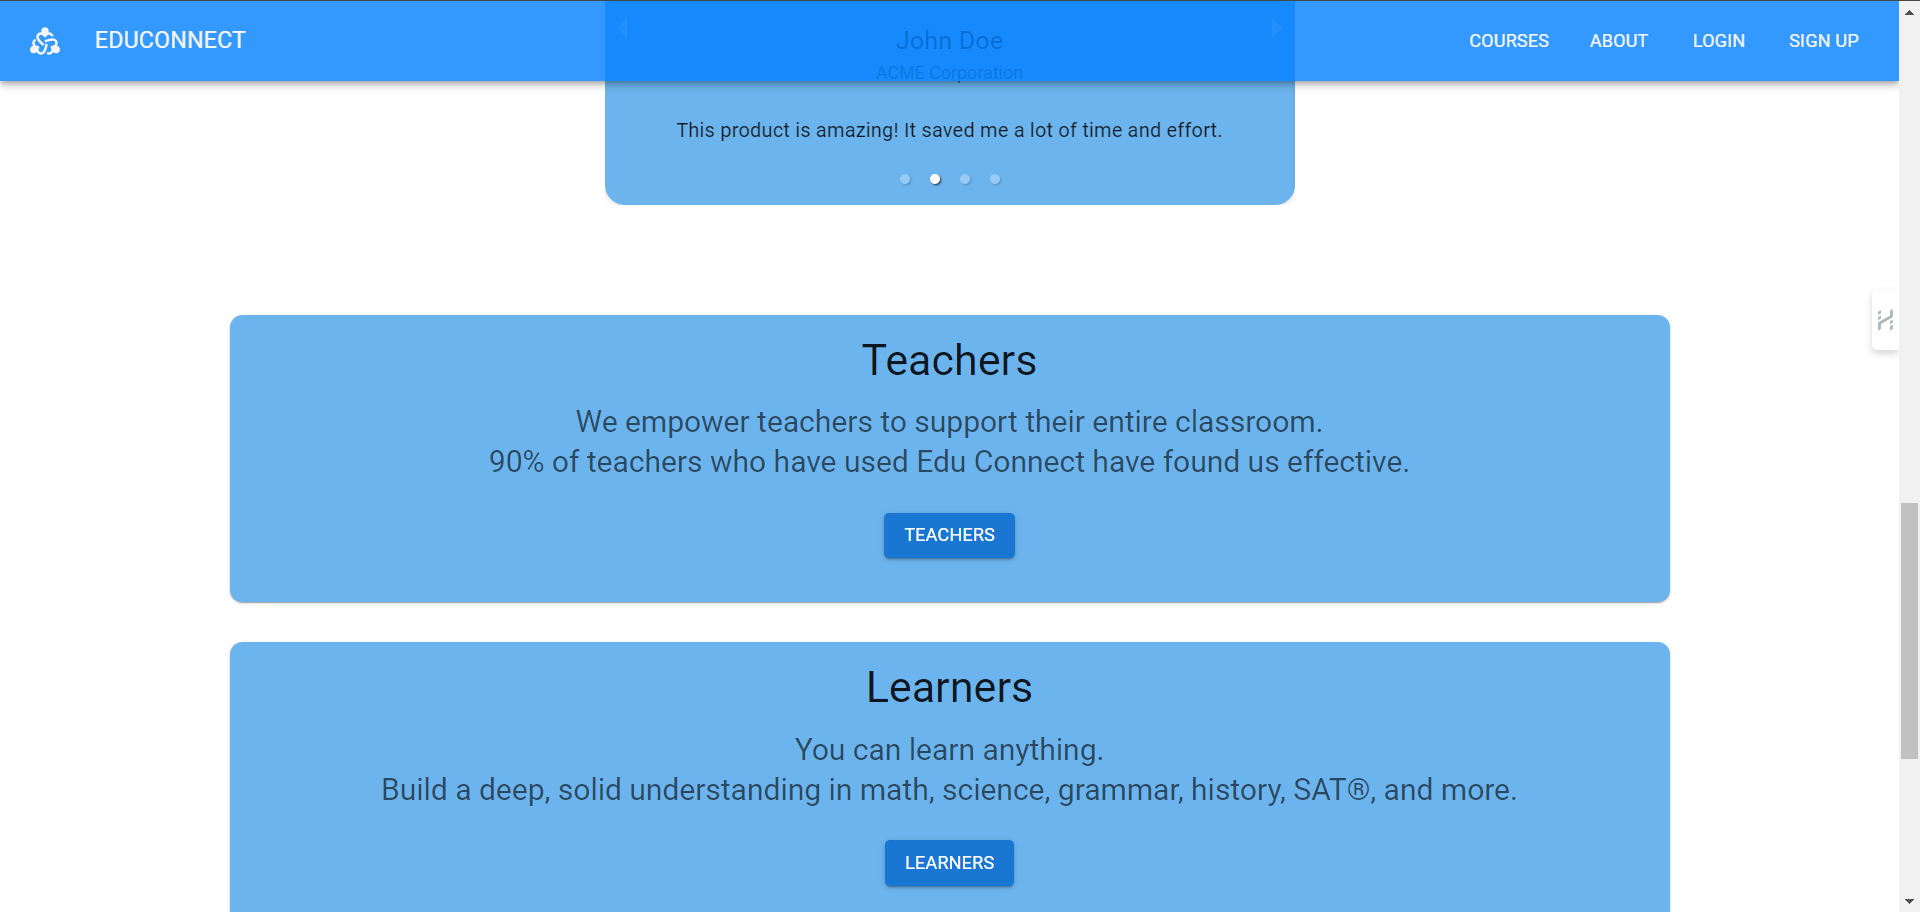 EDUCONNECT
COURSES ABOUT LOGIN SIGN UP
John Doe
ACME Corporation
This product is amazing! It saved me a lot of time and effort.
Teachers
We empower teachers to support their entire classroom.
90% of teachers who have used Edu Connect have found us effective.
TEACHERS
Learners
You can learn anything.
Build a deep, solid understanding in math, science, grammar, history, SAT®, and more.
LEARNERS